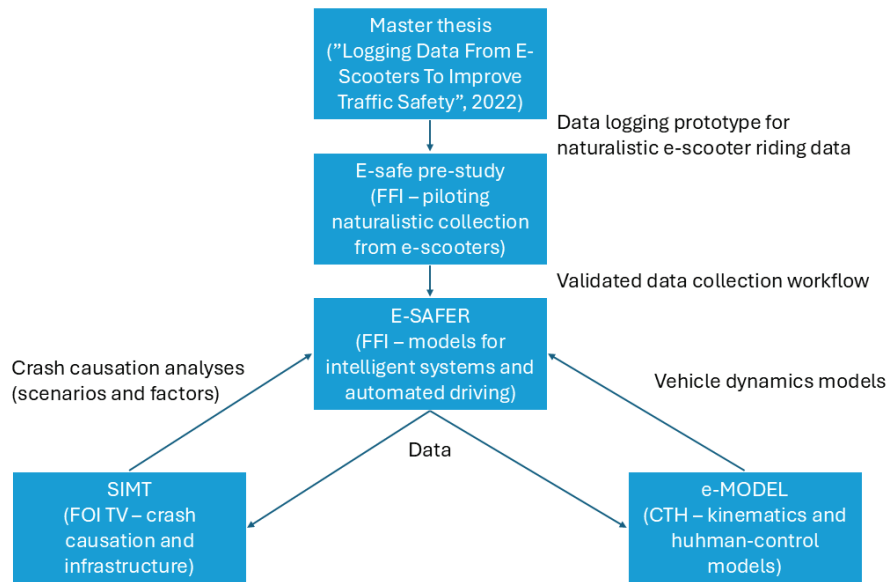 Master thesis
(”Logging Data From E-
Scooters To Improve
Traffic Safety”, 2022)
Data logging prototype for
naturalistic e-scooter riding data
E-safe pre-study
(FFI – piloting
naturalistic collection
from e-scooters)
Validated data collection workflow
E-SAFER
(FFI – models for
intelligent systems and
automated driving)
Crash causation analyses
(scenarios and factors)
Vehicle dynamics models
Data
SIMT
(FOI TV – crash
causation and
infrastructure)
e-MODEL
(CTH – kinematics and
huhman-control
models)